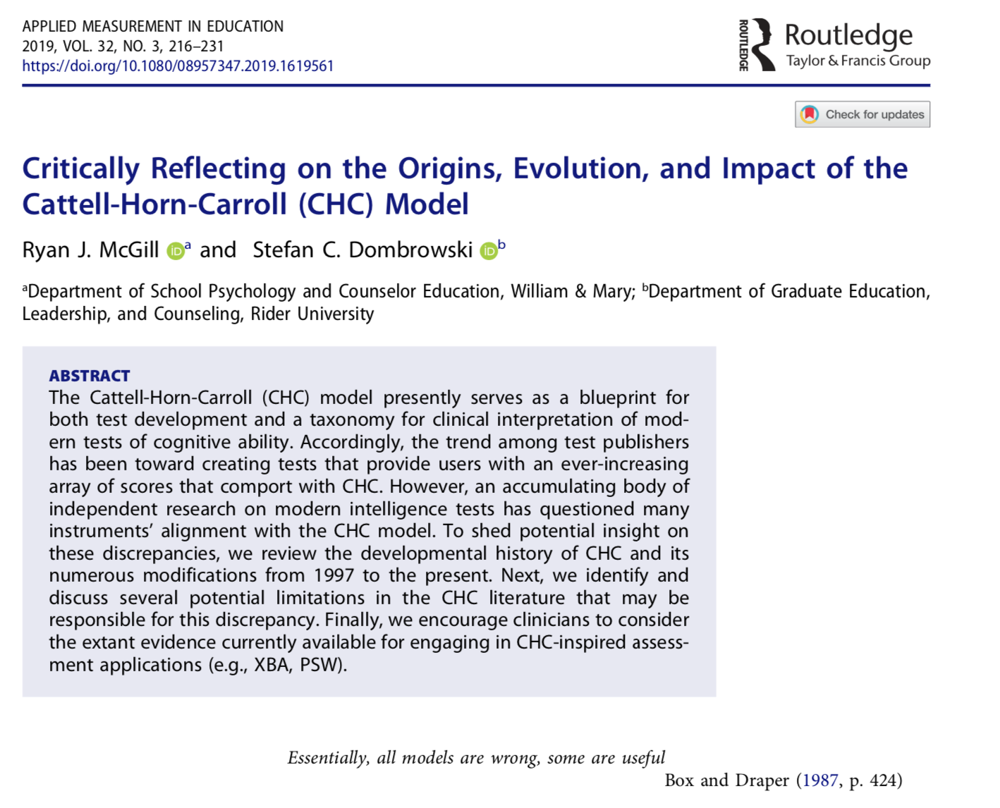 APPLIED MEASUREMENT IN EDUCATION
2019, VOL. 32, NO. 3, 216–231
https://doi.org/10.1080/08957347.2019.1619561
ROUTLEDGE
Routledge
Taylor & Francis Group
Check for updates
Critically Reflecting on the Origins, Evolution, and Impact of the
Cattell-Horn-Carroll (CHC) Model
Ryan J. McGill iD a and Stefan C. Dombrowski iD b
aDepartment of School Psychology and Counselor Education, William & Mary; bDepartment of Graduate Education,
Leadership, and Counseling, Rider University
ABSTRACT
The Cattell-Horn-Carroll (CHC) model presently serves as a blueprint for
both test development and a taxonomy for clinical interpretation of mod-
ern tests of cognitive ability. Accordingly, the trend among test publishers
has been toward creating tests that provide users with an ever-increasing
array of scores that comport with CHC. However, an accumulating body of
independent research on modern intelligence tests has questioned many
instruments’ alignment with the CHC model. To shed potential insight on
these discrepancies, we review the developmental history of CHC and its
numerous modifications from 1997 to the present. Next, we identify and
discuss several potential limitations in the CHC literature that may be
responsible for this discrepancy. Finally, we encourage clinicians to consider
the extant evidence currently available for engaging in CHC-inspired assess-
ment applications (e.g., XBA, PSW).
Essentially, all models are wrong, some are useful
Box and Draper (1987, p. 424)